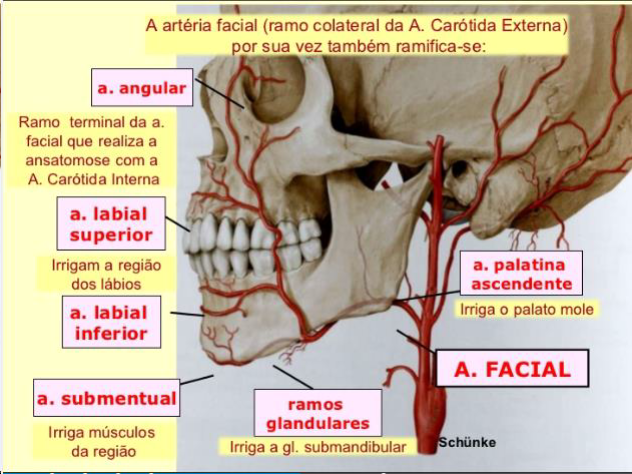 A artéria facial (ramo colateral da A. Carótida Externa)
por sua vez também ramifica-se:
a. angular
Ramo terminal da a.
facial que realiza a
ansatomose com a
A. Carótida Interna
a. labial
superior
Irrigam a região
dos lábios
a. labial
inferior
a. palatina
ascendente
Irriga o palato mole
A. FACIAL
a. submentual
Irriga músculos
da região
ramos
glandulares
Irriga a gl. submandibular
Schünke